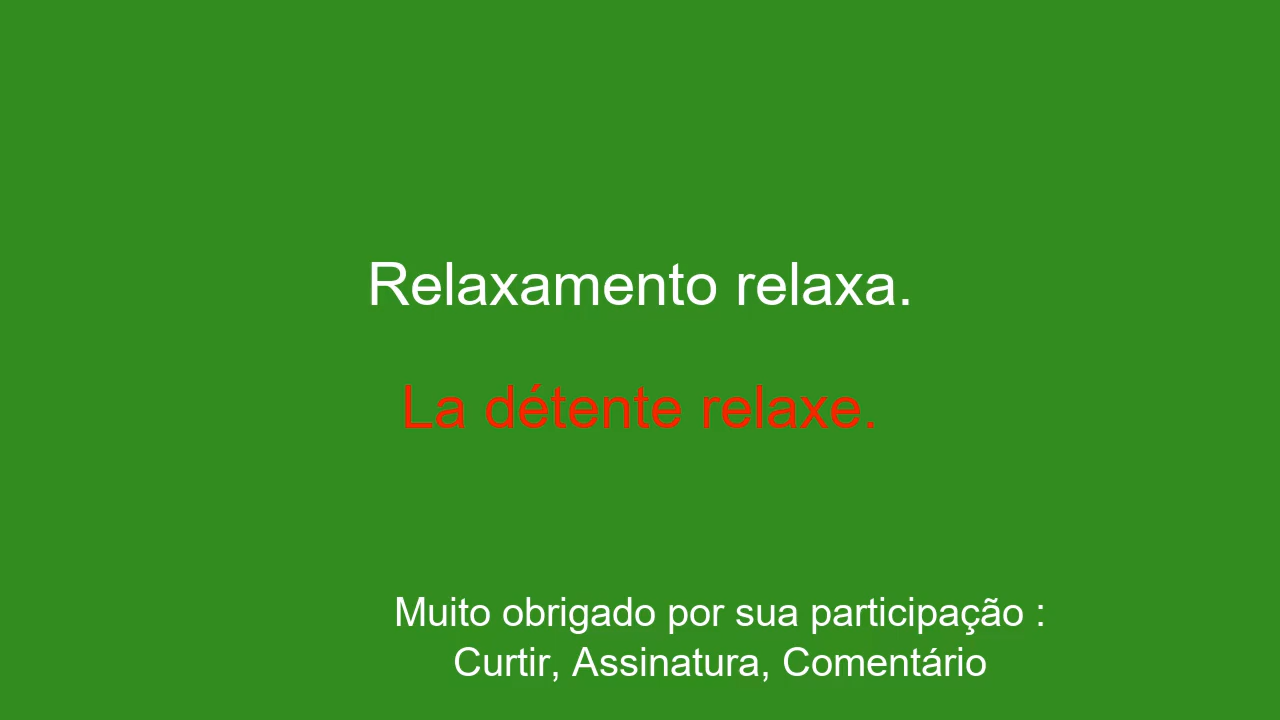 Relaxamento relaxa.
La détente relaxe.
Muito obrigado por sua participação :
Curtir, Assinatura, Comentário